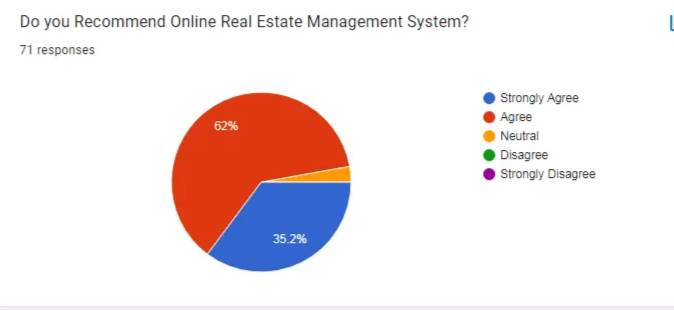 Do you Recommend Online Real Estate Management System?
71 responses
Strongly Agree
Agree
Neutral
Disagree
Strongly Disagree
62%
35.2%